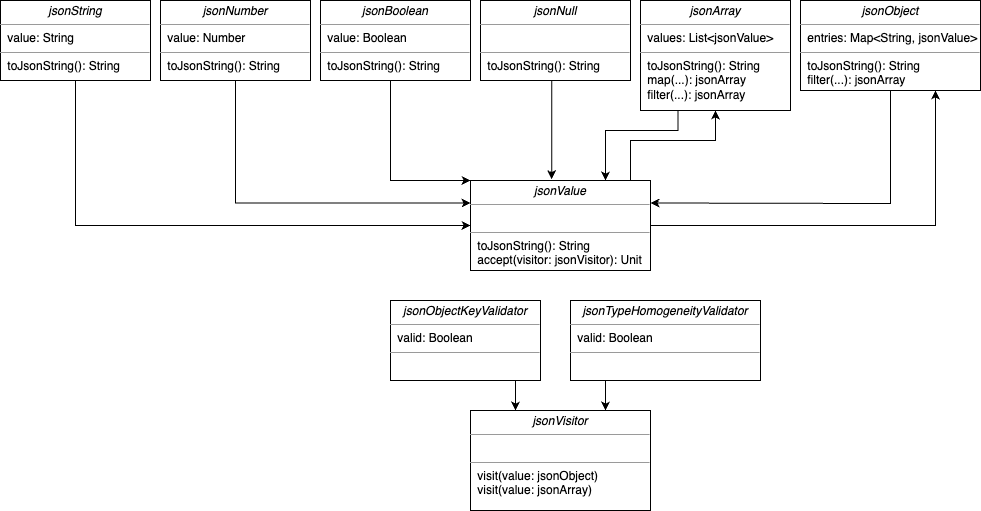 jsonString
value: String
toJsonString(): String
jsonNumber
value: Number
toJsonString(): String
jsonBoolean
value: Boolean
toJsonString(): String
jsonNull
toJsonString(): String
jsonArray
values: List<jsonValue>
toJsonString(): String
map(...): jsonArray
filter(...): jsonArray
jsonObject
entries: Map<String, jsonValue>
toJsonString(): String
filter(...): jsonArray
jsonValue
toJsonString(): String
accept(visitor: jsonVisitor): Unit
jsonObjectKeyValidator
valid: Boolean
jsonTypeHomogeneityValidator
valid: Boolean
jsonVisitor
visit(value: jsonObject)
visit(value: jsonArray)